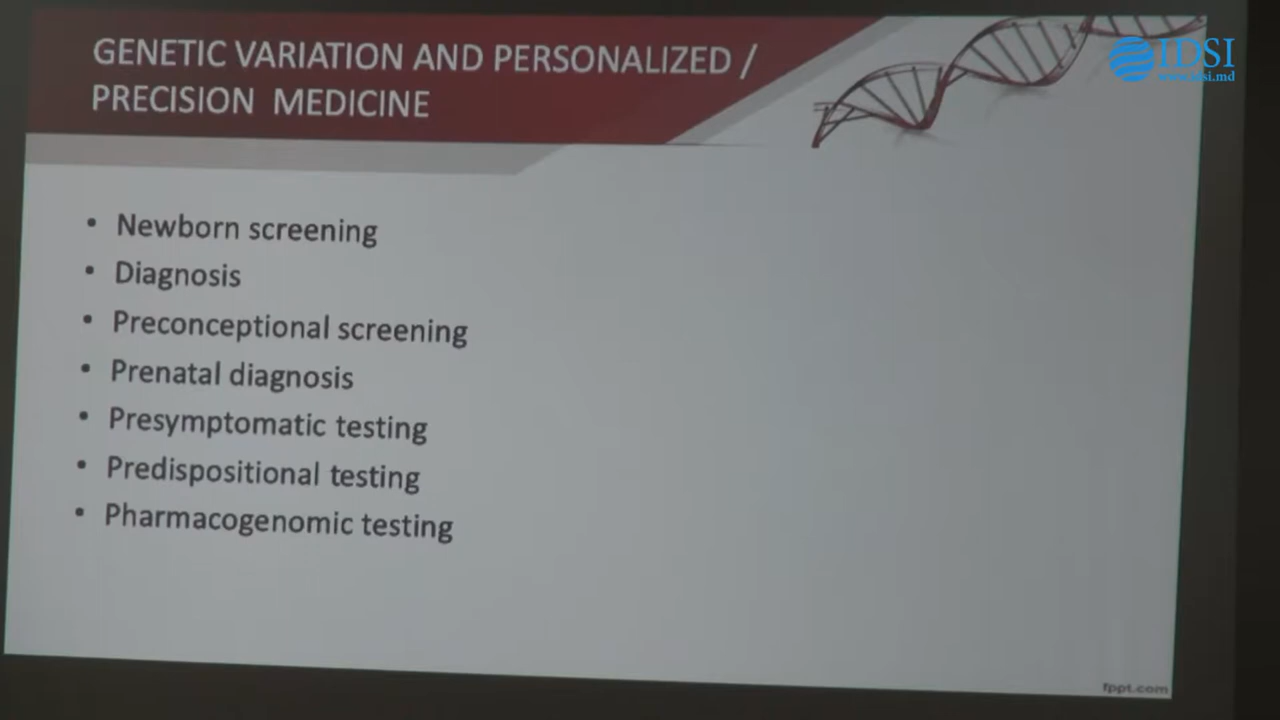 GENETIC VARIATION AND PERSONALIZED /
PRECISION MEDICINE
IDSI
www.idsi.md
• Newborn screening
• Diagnosis
• Preconceptional screening
• Prenatal diagnosis
• Presymptomatic testing
• Predispositional testing
• Pharmacogenomic testing
fppt.com